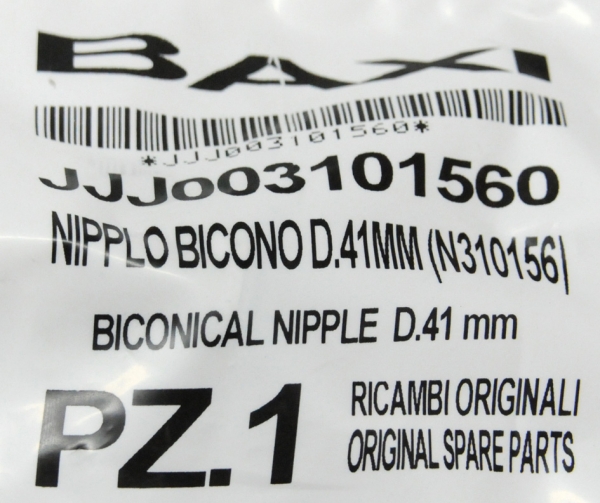 BAXI
*JJJ003101560*
JJJ003101560
NIPPLO BICONO D.41MM (N310156)
BICONICAL NIPPLE D.41 mm
PZ.1
RICAMBI ORIGINALI
ORIGINAL SPARE PARTS